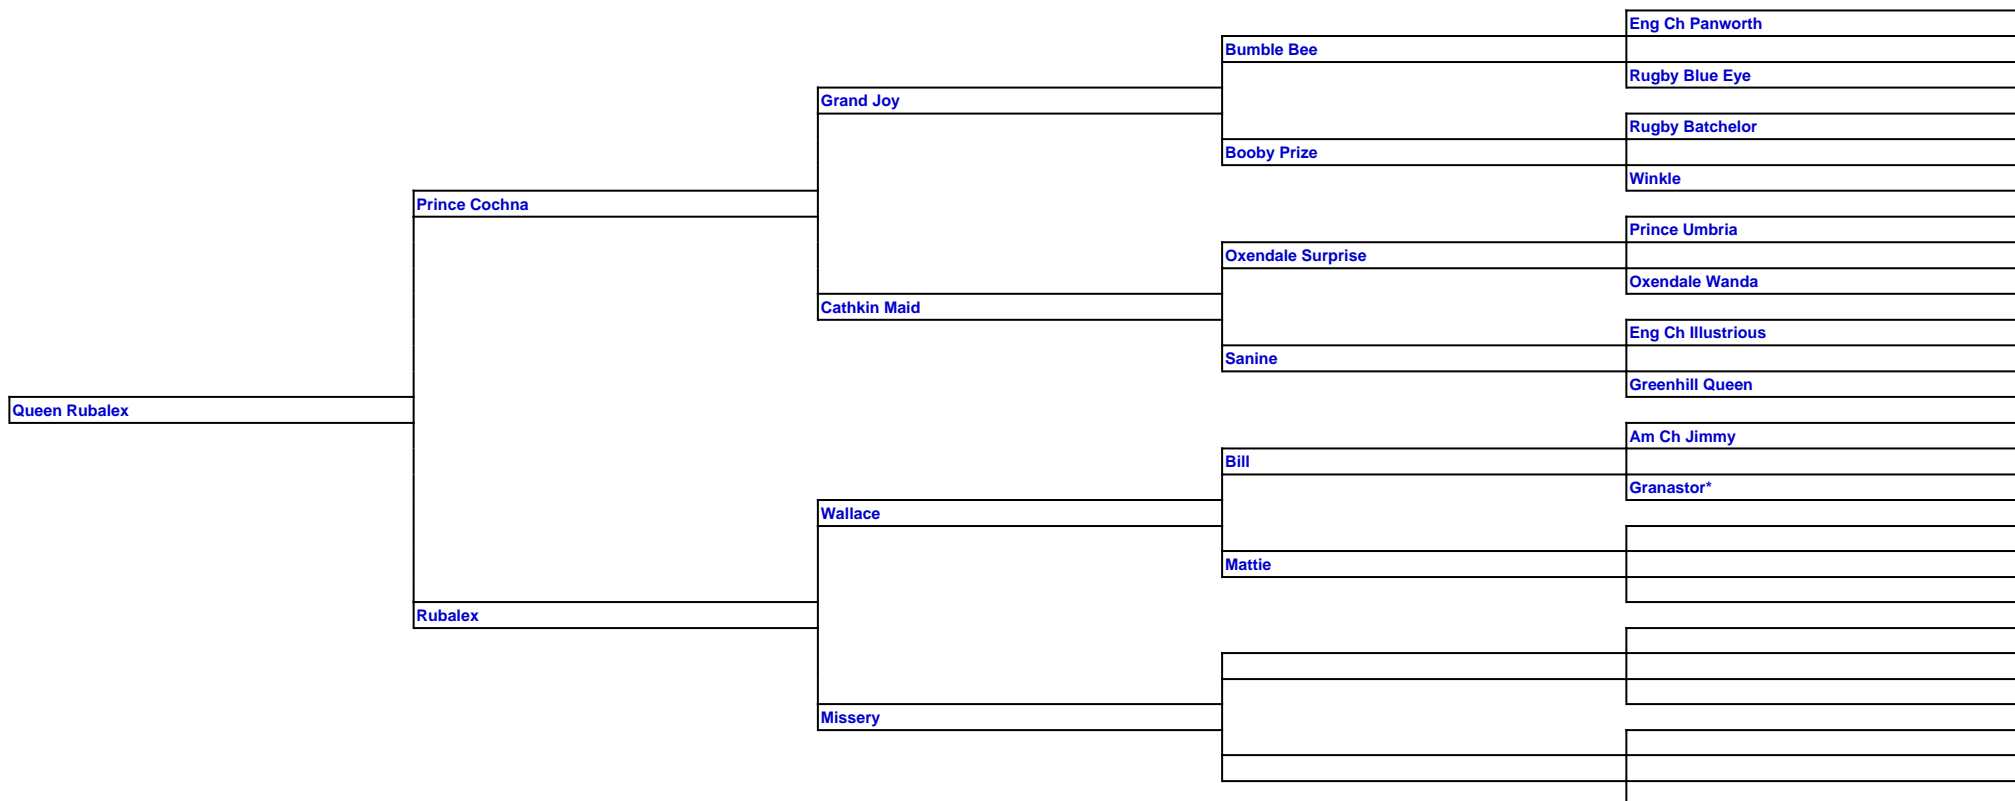 Eng Ch Panworth
Bumble Bee
Rugby Blue Eye
Grand Joy
Rugby Batchelor
Booby Prize
Winkle
Prince Cochna
Prince Umbria
Oxendale Surprise
Oxendale Wanda
Cathkin Maid
Eng Ch Illustrious
Sanine
Greenhill Queen
Queen Rubalex
Am Ch Jimmy
Bill
Granastor*
Wallace
Mattie
Rubalex
Missery